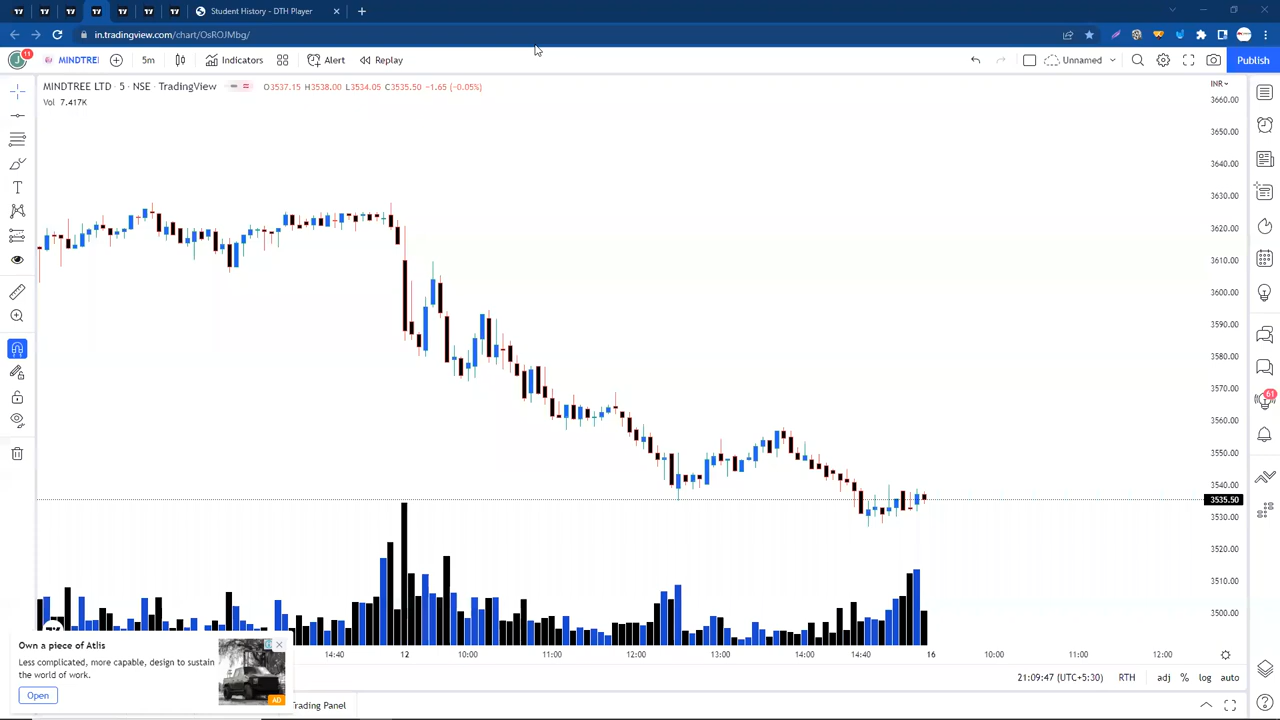 Student History - DTH Player
in.tradingview.com/chart/OsROJMbg/
11
MINDTREE
5m
Indicators
Alert
Replay
Unnamed
Publish
MINDTREE LTD · 5 · NSE · TradingView
O3537.15 H3538.00 L3534.05 C3535.50 −1.65 (−0.05%)
Vol 7.417K
INR
3660.00
3650.00
3640.00
3630.00
3620.00
3610.00
3600.00
3590.00
3580.00
3570.00
3560.00
3550.00
3540.00
3535.50
3530.00
3520.00
3510.00
3500.00
61
14:40
12
10:00
11:00
12:00
13:00
14:00
14:40
16
10:00
11:00
12:00
Own a piece of Atlis
Less complicated, more capable, design to sustain
the world of work.
Open
AD
21:09:47 (UTC+5:30)
RTH
adj
%
log
auto
Trading Panel